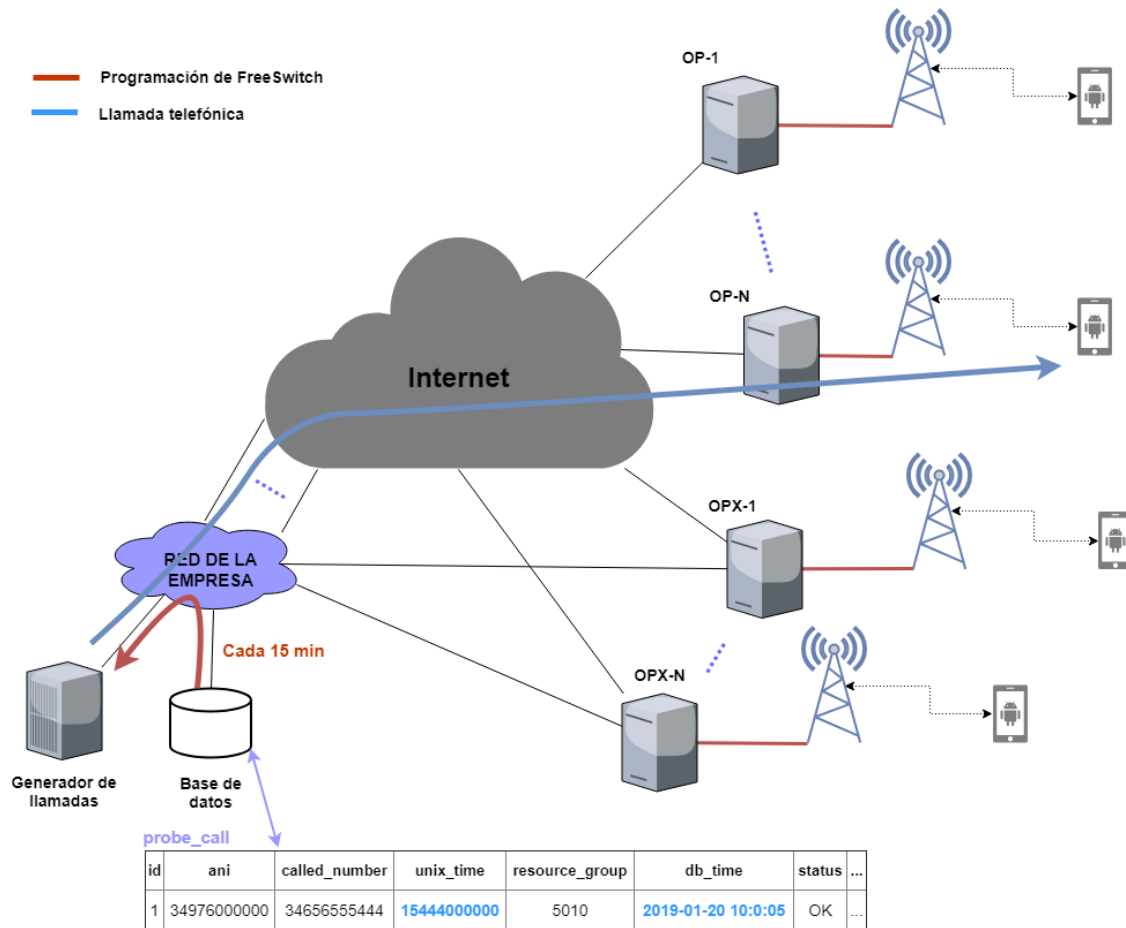 Programación de FreeSwitch
Llamada telefónica
OP-1
OP-N
Internet
OPX-1
RED DE LA
EMPRESA
Cada 15 min
OPX-N
Generador de
llamadas
Base de
datos
probe_call
id ani called_number unix_time resource_group db_time status ...
1 34976000000 34656555444 15444000000 5010 2019-01-20 10:0:05 OK ...